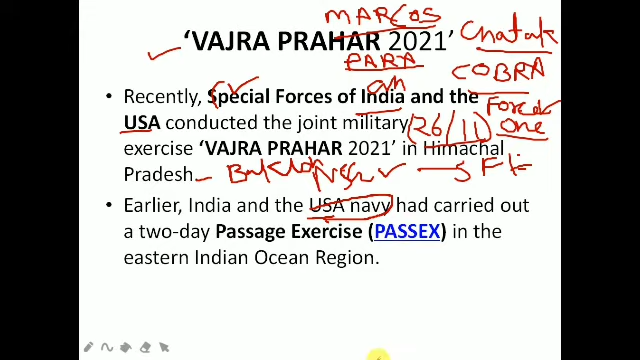 MARCOS
'VAJRA PRAHAR 2021'
Chatak
PARA
COBRA
• Recently, Special Forces of India and the
Force
USA conducted the joint military
(26/11) one
exercise 'VAJRA PRAHAR 2021' in Himachal
Pradesh
• Earlier, India and the USA navy had carried out
a two-day Passage Exercise (PASSEX) in the
eastern Indian Ocean Region.